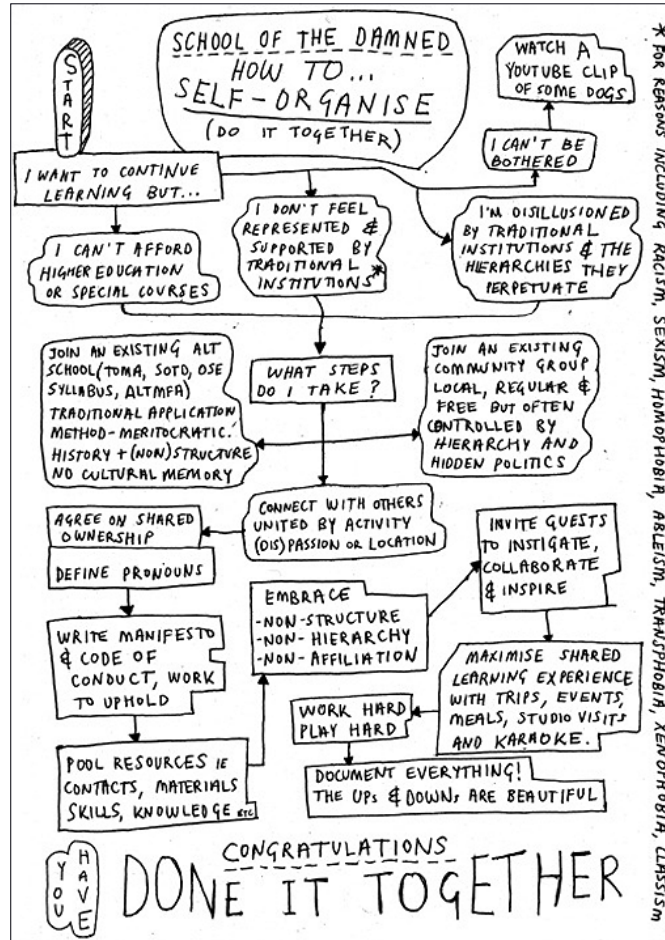 SCHOOL OF THE DAMNED
HOW TO...
SELF-ORGANISE
(DO IT TOGETHER)
START
I WANT TO CONTINUE
LEARNING BUT...
WATCH A
YOUTUBE CLIP
OF SOME DOGS
I CAN'T BE
BOTHERED
I CAN'T AFFORD
HIGHER EDUCATION
OR SPECIAL COURSES
I DON'T FEEL
REPRESENTED &
SUPPORTED BY
TRADITIONAL
INSTITUTIONS*
I'M DISILLUSIONED
BY TRADITIONAL
INSTITUTIONS & THE
HIERARCHIES THEY
PERPETUATE
WHAT STEPS
DO I TAKE?
JOIN AN EXISTING ALT
SCHOOL (TOMA, SOTD, OSE
SYLLABUS, ALTMFA)
TRADITIONAL APPLICATION
METHOD-MERITOCRATIC.
HISTORY + (NON) STRUCTURE
NO CULTURAL MEMORY
JOIN AN EXISTING
COMMUNITY GROUP
LOCAL, REGULAR &
FREE BUT OFTEN
CONTROLLED BY
HIERARCHY AND
HIDDEN POLITICS
CONNECT WITH OTHERS
UNITED BY ACTIVITY
(DIS)PASSION OR LOCATION
AGREE ON SHARED
OWNERSHIP
DEFINE PRONOUNS
WRITE MANIFESTO
& CODE OF
CONDUCT, WORK
TO UPHOLD
POOL RESOURCES IE
CONTACTS, MATERIALS
SKILLS, KNOWLEDGE ETC
EMBRACE
-NON-STRUCTURE
-NON-HIERARCHY
-NON-AFFILIATION
INVITE GUESTS
TO INSTIGATE,
COLLABORATE
& INSPIRE
MAXIMISE SHARED
LEARNING EXPERIENCE
WITH TRIPS, EVENTS,
MEALS, STUDIO VISITS
AND KARAOKE.
WORK HARD
PLAY HARD
DOCUMENT EVERYTHING!
THE UPs & DOWNs ARE BEAUTIFUL
CONGRATULATIONS
YOU HAVE
DONE IT TOGETHER
* FOR REASONS INCLUDING RACISM, SEXISM, HOMOPHOBIA, ABLEISM, TRANSPHOBIA, XENOPHOBIA, CLASSISM